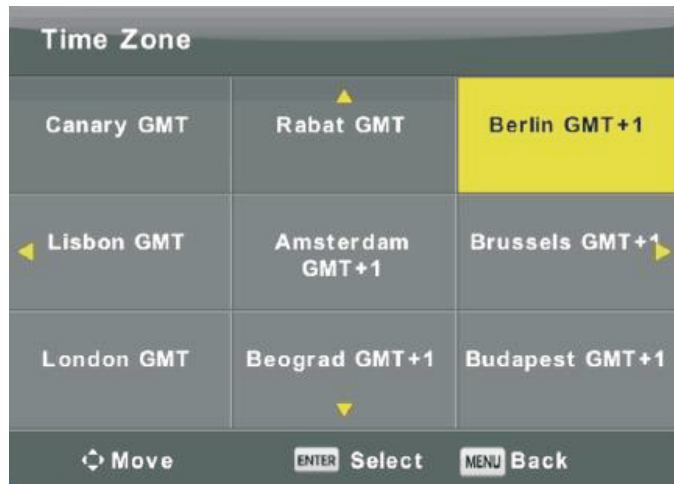 Time Zone
Canary GMT
Rabat GMT
Berlin GMT+1
Lisbon GMT
Amsterdam
GMT+1
Brussels GMT+1
London GMT
Beograd GMT+1
Budapest GMT+1
Move
ENTER Select
MENU Back